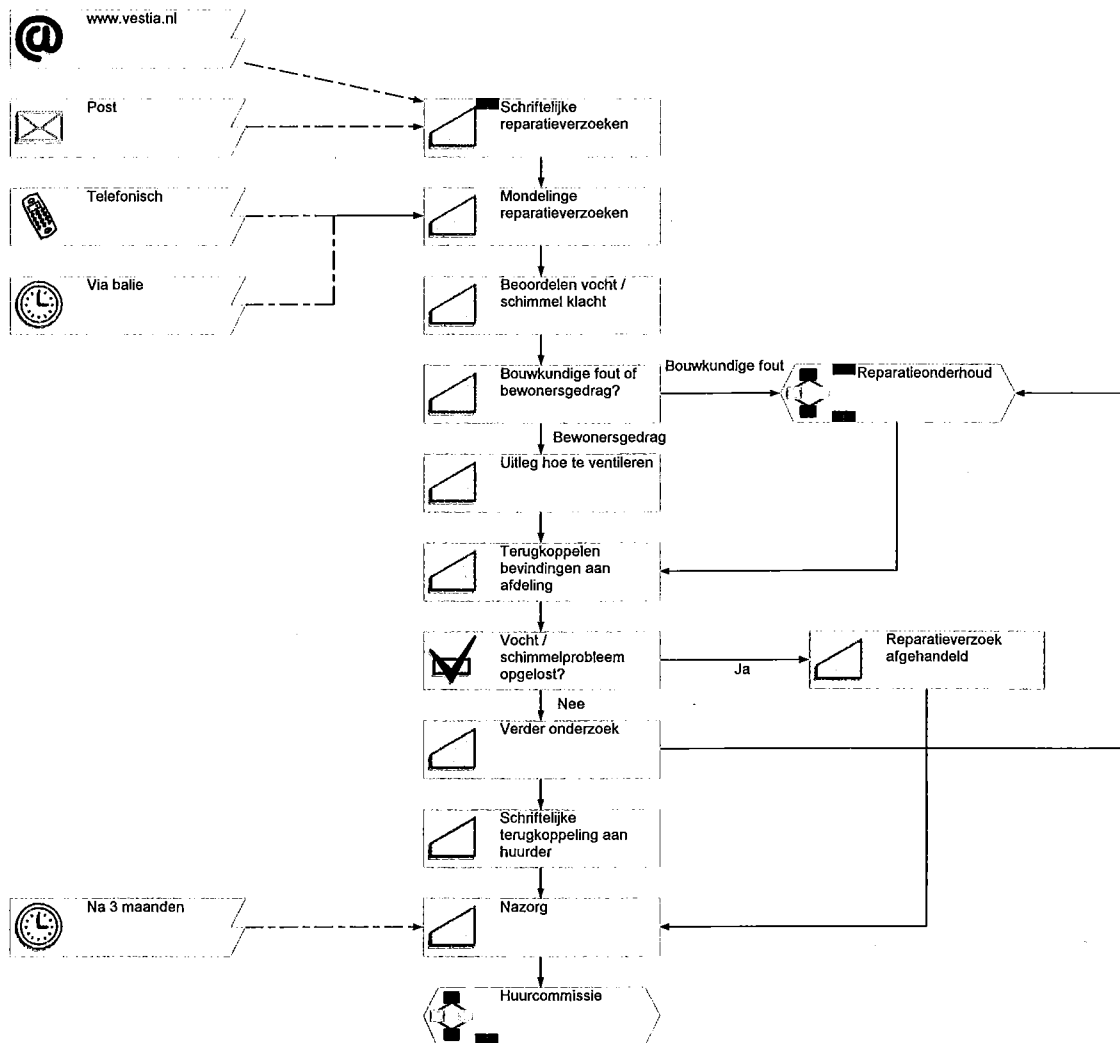 www.vestia.nl
Post
Schriftelijke
reparatieverzoeken
Telefonisch
Mondelinge
reparatieverzoeken
Via balie
Beoordelen vocht /
schimmel klacht
Bouwkundige fout of
bewonersgedrag?
Bouwkundige fout
Reparatieonderhoud
Bewonersgedrag
Uitleg hoe te ventileren
Terugkoppelen
bevindingen aan
afdeling
Vocht /
schimmelprobleem
opgelost?
Ja
Reparatieverzoek
afgehandeld
Nee
Verder onderzoek
Schriftelijke
terugkoppeling aan
huurder
Na 3 maanden
Nazorg
Huurcommissie